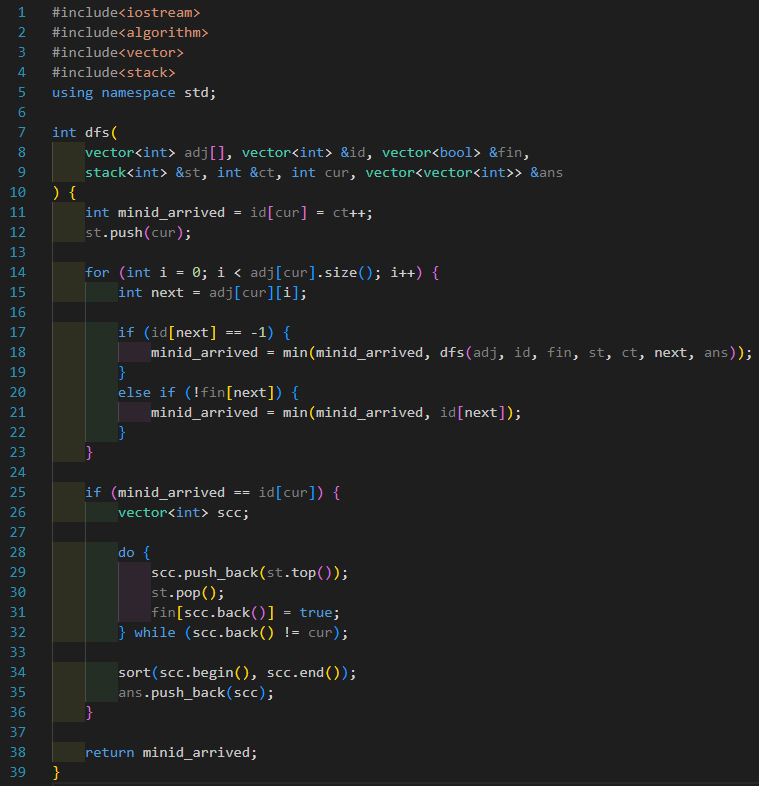 1 #include<iostream>
2 #include<algorithm>
3 #include<vector>
4 #include<stack>
5 using namespace std;
6
7 int dfs(
8     vector<int> adj[], vector<int> &id, vector<bool> &fin,
9     stack<int> &st, int &ct, int cur, vector<vector<int>> &ans
10 ) {
11     int minid_arrived = id[cur] = ct++;
12     st.push(cur);
13
14     for (int i = 0; i < adj[cur].size(); i++) {
15         int next = adj[cur][i];
16
17         if (id[next] == -1) {
18             minid_arrived = min(minid_arrived, dfs(adj, id, fin, st, ct, next, ans));
19         }
20         else if (!fin[next]) {
21             minid_arrived = min(minid_arrived, id[next]);
22         }
23     }
24
25     if (minid_arrived == id[cur]) {
26         vector<int> scc;
27
28         do {
29             scc.push_back(st.top());
30             st.pop();
31             fin[scc.back()] = true;
32         } while (scc.back() != cur);
33
34         sort(scc.begin(), scc.end());
35         ans.push_back(scc);
36     }
37
38     return minid_arrived;
39 }